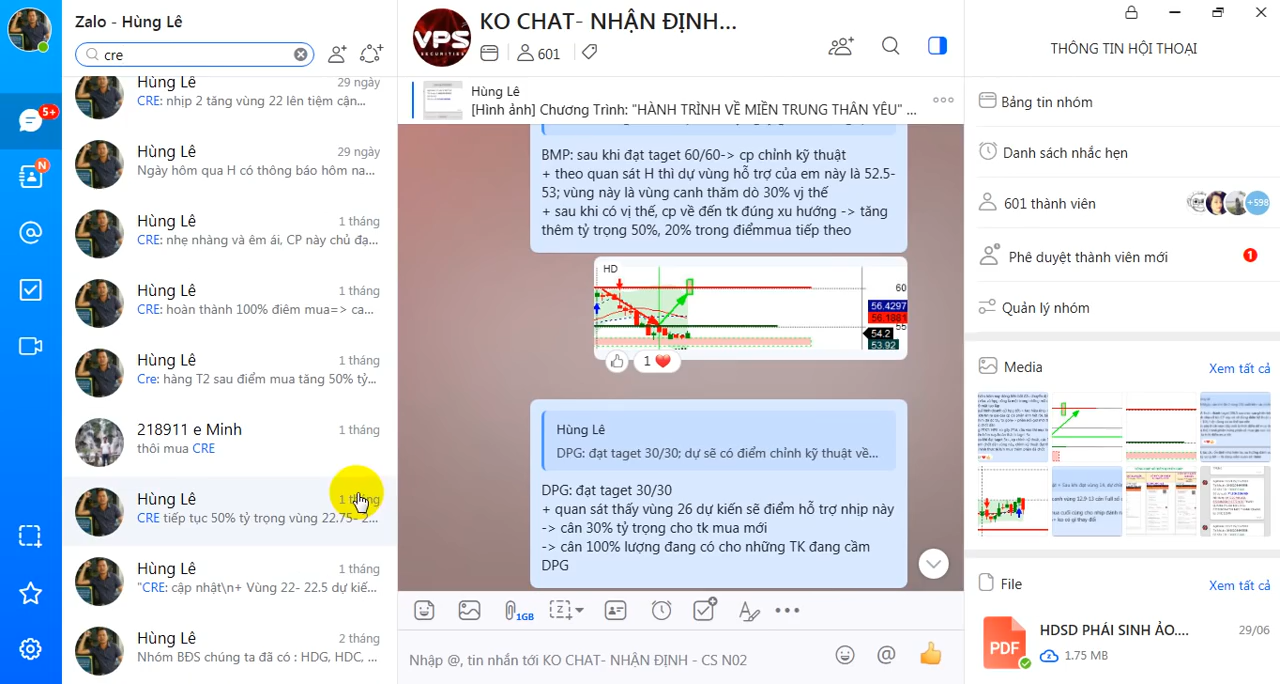 Zalo - Hùng Lê
cre
5+
N
Hùng Lê
29 ngày
CRE: nhịp 2 tăng vùng 22 lên tiệm cận...
Hùng Lê
29 ngày
Ngày hôm qua H có thông báo hôm na...
Hùng Lê
1 tháng
CRE: nhẹ nhàng và êm ái, CP này chủ đạ...
Hùng Lê
1 tháng
CRE: hoàn thành 100% điêm mua=> ca...
Hùng Lê
1 tháng
Cre: hàng T2 sau điểm mua tăng 50% tỷ...
218911 e Minh
1 tháng
thôi mua CRE
Hùng Lê
1 tháng
CRE tiếp tục 50% tỷ trọng vùng 22.75- 2...
Hùng Lê
1 tháng
"CRE: cập nhật\n+ Vùng 22- 22.5 dự kiế...
Hùng Lê
2 tháng
Nhóm BĐS chúng ta đã có : HDG, HDC, ...
VPS
SECURITIES
KO CHAT- NHẬN ĐỊNH...
601
Hùng Lê
[Hình ảnh] Chương Trình: "HÀNH TRÌNH VỀ MIỀN TRUNG THÂN YÊU" ...
BMP: sau khi đạt taget 60/60-> cp chỉnh kỹ thuật
+ theo quan sát H thì dự vùng hỗ trợ của em này là 52.5-
53; vùng này là vùng canh thăm dò 30% vị thế
+ sau khi có vị thế, cp về đến tk đúng xu hướng -> tăng
thêm tỷ trọng 50%, 20% trong điểmmua tiếp theo
HD
60
56.4297
56.1881
55
54.2
53.92
1
Hùng Lê
DPG: đạt taget 30/30; dự sẽ có điểm chỉnh kỹ thuật về...
DPG: đạt taget 30/30
+ quan sát thấy vùng 26 dự kiến sẽ điểm hỗ trợ nhịp này
-> cân 30% tỷ trọng cho tk mua mới
-> cân 100% lượng đang có cho những TK đang cầm
DPG
1GB
Nhập @, tin nhắn tới KO CHAT- NHẬN ĐỊNH - CS N02
THÔNG TIN HỘI THOẠI
Bảng tin nhóm
Danh sách nhắc hẹn
601 thành viên
+598
Phê duyệt thành viên mới
1
Quản lý nhóm
Media
Xem tất cả
File
Xem tất cả
PDF
HDSD PHÁI SINH ẢO....
29/06
1.75 MB